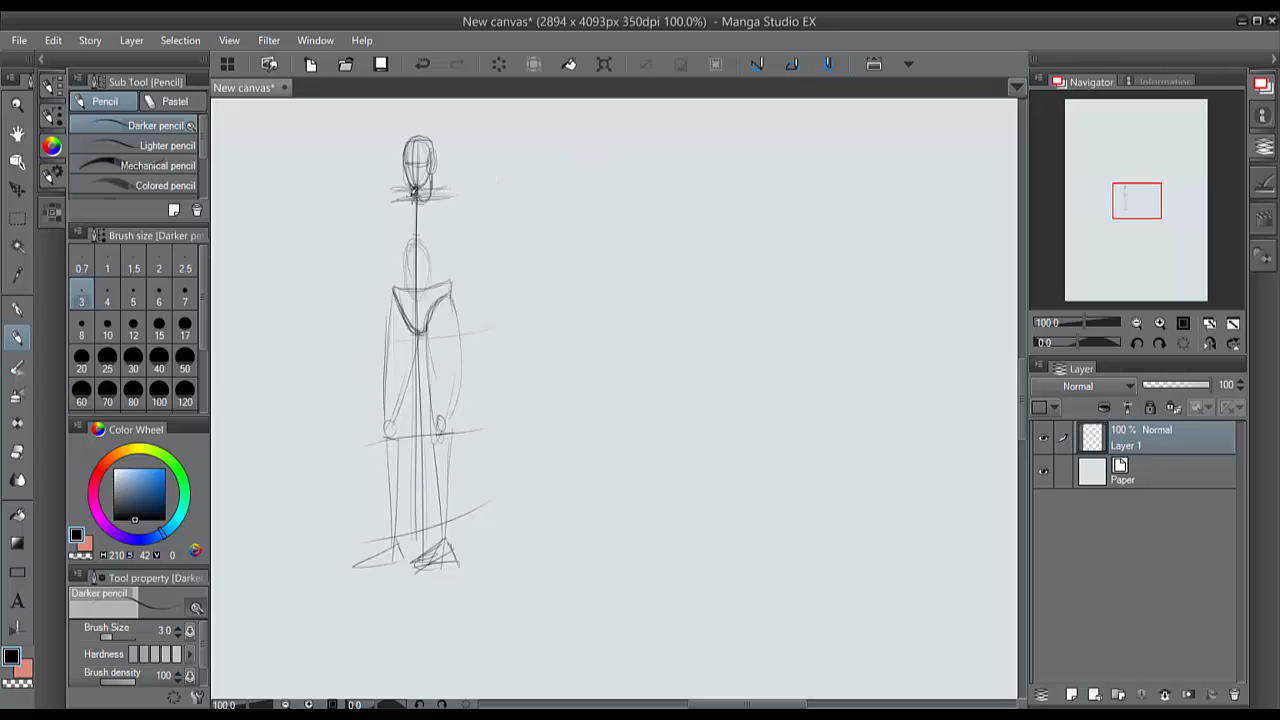 New canvas* (2894 x 4093px 350dpi 100.0%) - Manga Studio EX
File Edit Story Layer Selection View Filter Window Help
Sub Tool [Pencil]
Pencil Pastel
Darker pencil
Lighter pencil
Mechanical pencil
Colored pencil
Brush size [Darker pe
0.7 1 1.5 2 2.5
3 4 5 6 7
8 10 12 15 17
20 25 30 40 50
60 70 80 100 120
Color Wheel
H 210 S 42 V 0
Tool property [Darke
Darker pencil
Brush Size 3.0
Hardness
Brush density 100
New canvas*
100.0 0.0
Navigator Information
100.0
0.0
Layer
Normal 100
100 % Normal
Layer 1
Paper